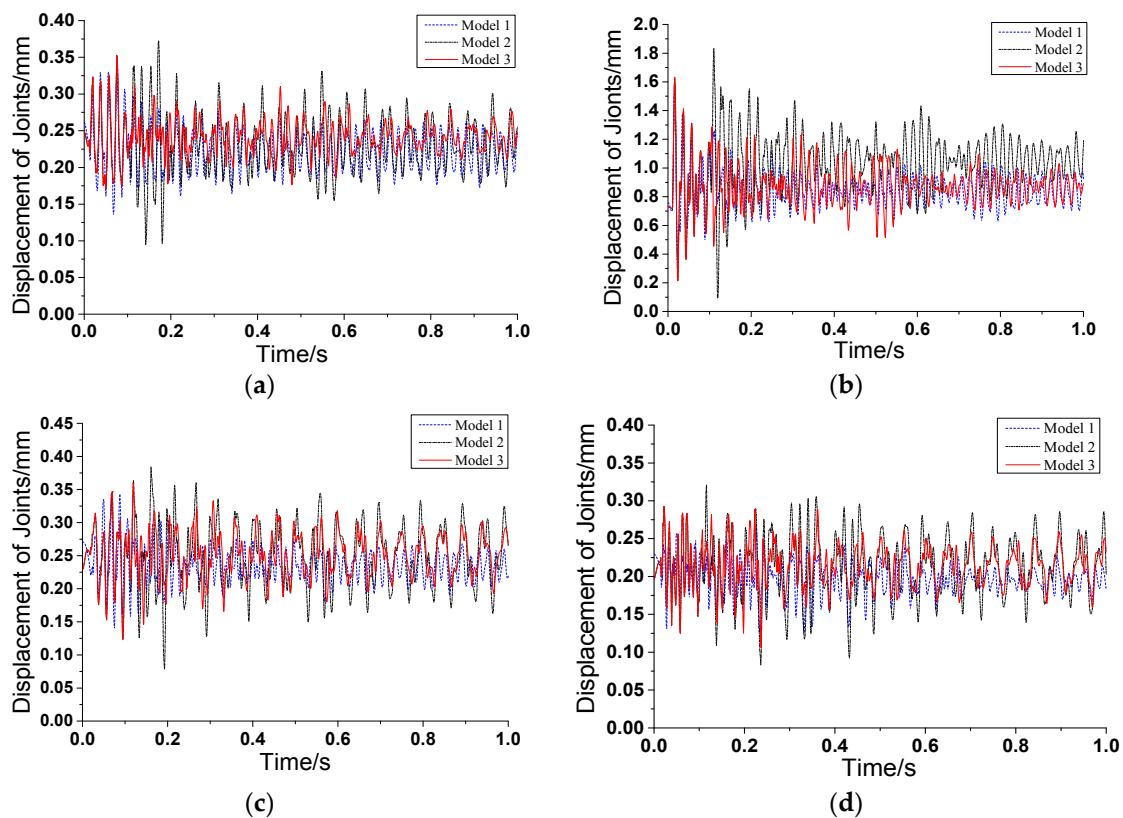 Displacement of Joints/mm
0.40
0.35
0.30
0.25
0.20
0.15
0.10
0.05
0.00
Model 1
Model 2
Model 3
0.0 0.2 0.4 0.6 0.8 1.0
Time/s
(a)
Displacement of Jionts/mm
2.0
1.8
1.6
1.4
1.2
1.0
0.8
0.6
0.4
0.2
0.0
Model 1
Model 2
Model 3
0.0 0.2 0.4 0.6 0.8 1.0
Time/s
(b)
Displacement of Joints/mm
0.45
0.40
0.35
0.30
0.25
0.20
0.15
0.10
0.05
0.00
Model 1
Model 2
Model 3
0.0 0.2 0.4 0.6 0.8 1.0
Time/s
(c)
Displacement of Joints/mm
0.40
0.35
0.30
0.25
0.20
0.15
0.10
0.05
0.00
Model 1
Model 2
Model 3
0.0 0.2 0.4 0.6 0.8 1.0
Time/s
(d)